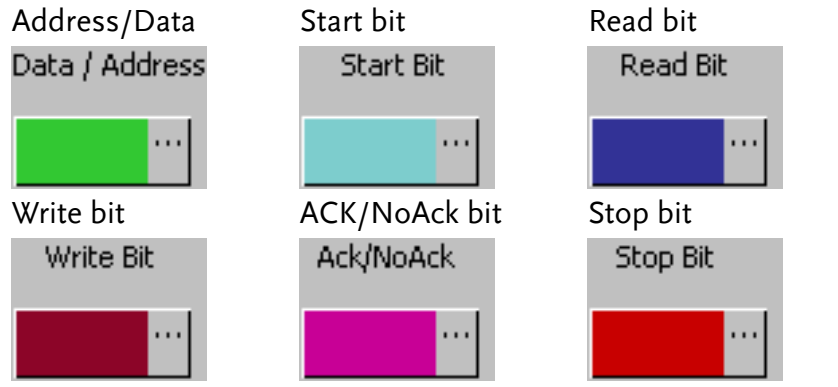 Address/Data
Start bit
Read bit
Data / Address
Start Bit
Read Bit
...
...
...
Write bit
ACK/NoAck bit
Stop bit
Write Bit
Ack/NoAck
Stop Bit
...
...
...